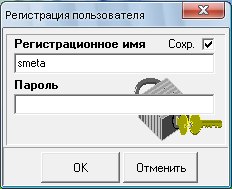 Регистрация пользователя
Регистрационное имя Сохр.
smeta
Пароль
OK Отменить